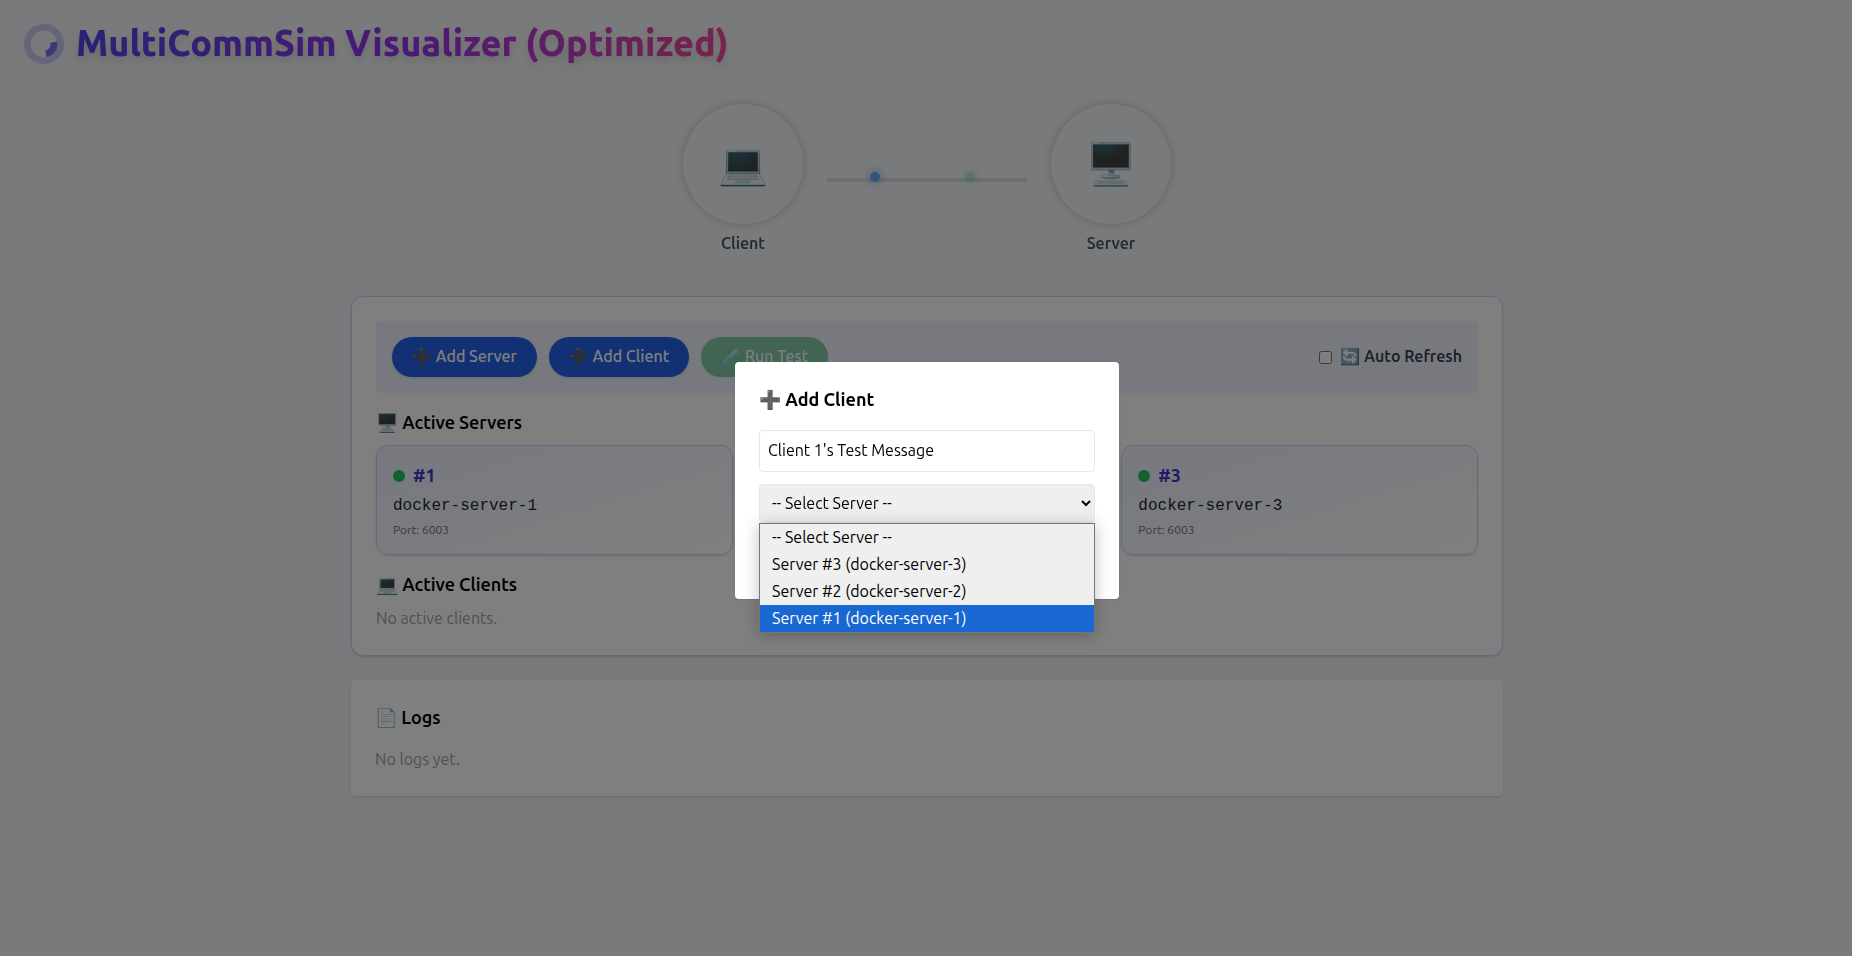 MultiCommSim Visualizer (Optimized)
Client
Server
➕ Add Server
➕ Add Client
Run Test
Auto Refresh
Active Servers
#1
docker-server-1
Port: 6003
#3
docker-server-3
Port: 6003
➕ Add Client
Client 1's Test Message
-- Select Server --
-- Select Server --
Server #3 (docker-server-3)
Server #2 (docker-server-2)
Server #1 (docker-server-1)
Active Clients
No active clients.
Logs
No logs yet.